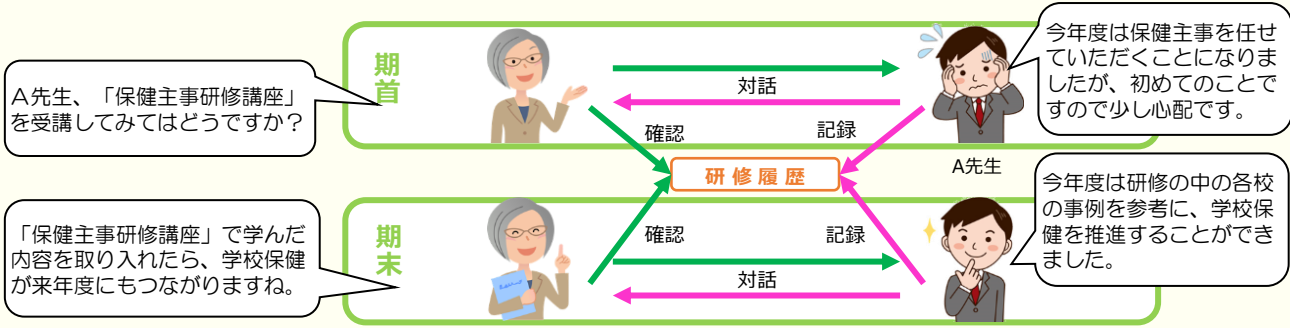 期首
A先生、「保健主事研修講座」
を受講してみてはどうですか？
今年度は保健主事を任せ
ていただくことになりま
したが、初めてのことで
すので少し心配です。
対話
確認
記録
A先生
研修履歴
期末
「保健主事研修講座」で学んだ
内容を取り入れたら、学校保健
が来年度にもつながりますね。
今年度は研修の中の各校
の事例を参考に、学校保
健を推進することができ
ました。
確認
記録
対話